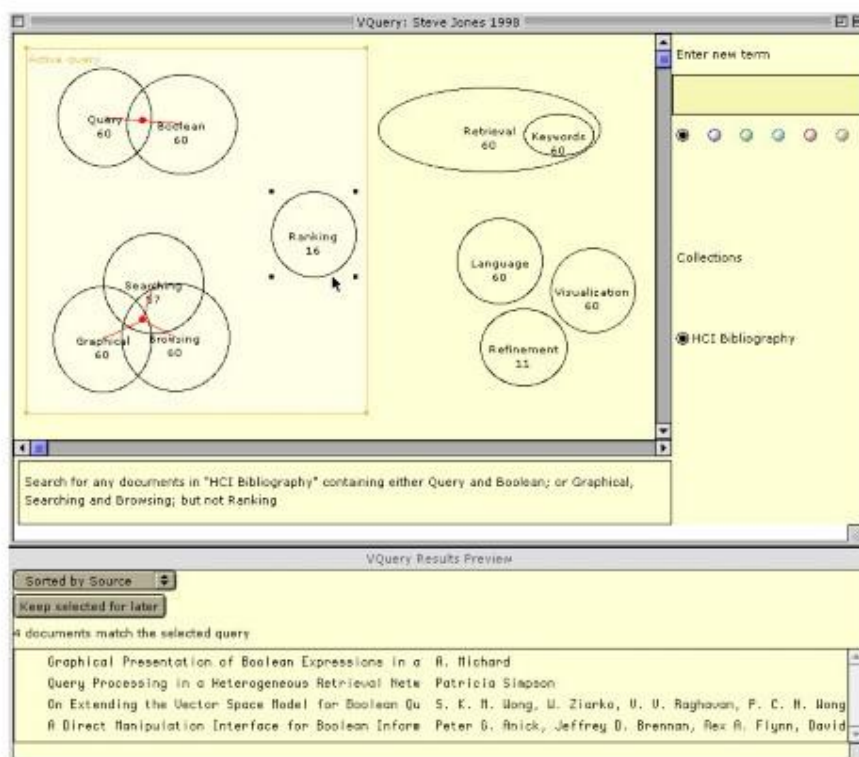 VQuery: Steve Jones 1998
Active query
Query
60
Boolean
60
Ranking
16
Searching
57
Graphical
60
Browsing
60
Retrieval
60
Keywords
60
Language
60
Visualization
60
Refinement
11
Enter new term
Collections
HCI Bibliography
Search for any documents in "HCI Bibliography" containing either Query and Boolean; or Graphical,
Searching and Browsing; but not Ranking
VQuery Results Preview
Sorted by Source
Keep selected for later
4 documents match the selected query
Graphical Presentation of Boolean Expressions in a A. Michard
Query Processing in a Heterogeneous Retrieval Netw Patricia Simpson
On Extending the Vector Space Model for Boolean Qu S. K. M. Wong, W. Ziarko, V. V. Raghavan, P. C. N. Wong
A Direct Manipulation Interface for Boolean Inform Peter G. Anick, Jeffrey D. Brennan, Rex A. Flynn, David